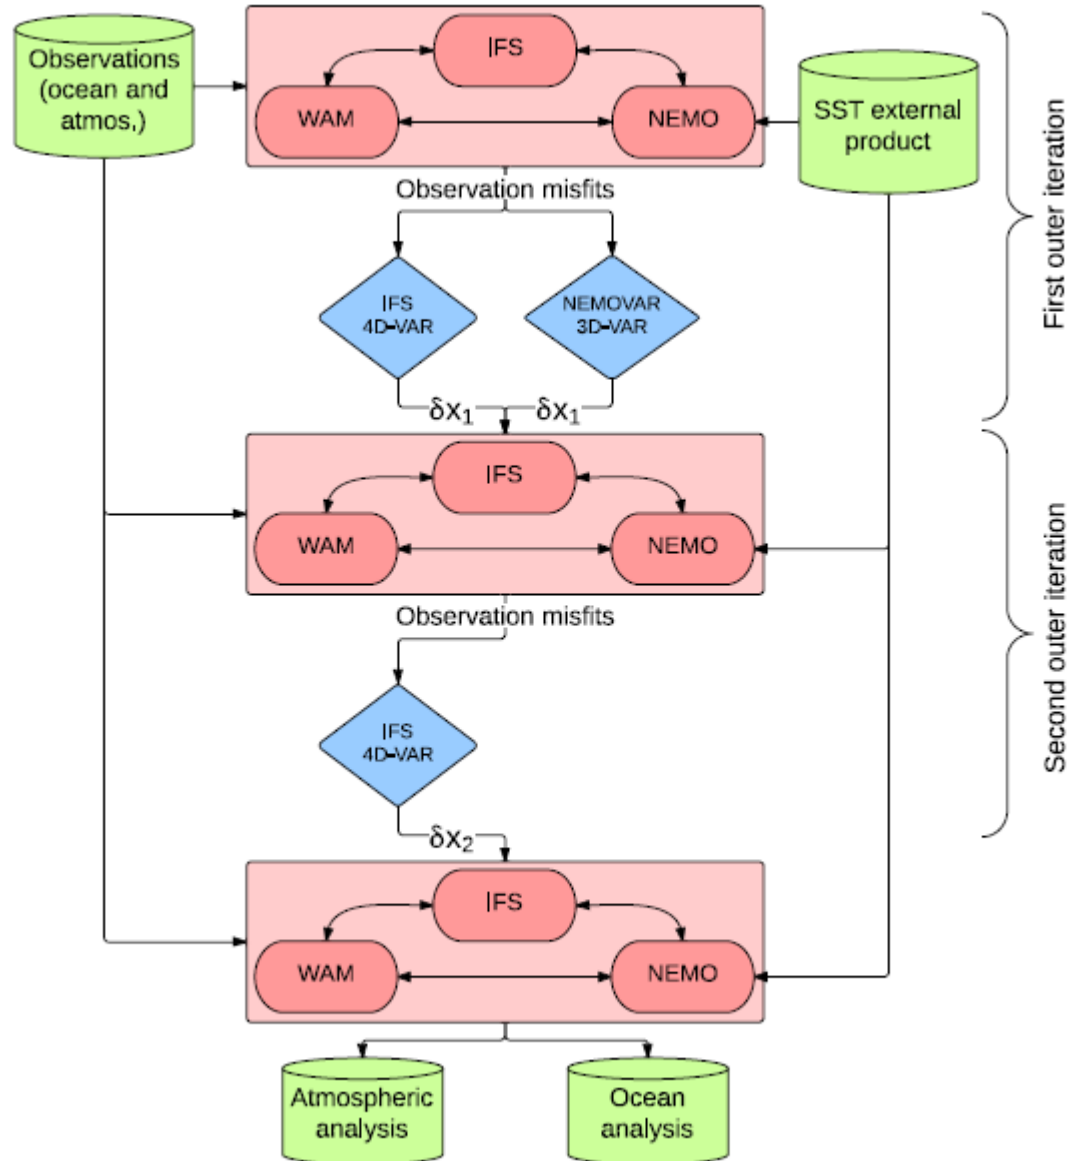 Observations
(ocean and
atmos,)
IFS
WAM
NEMO
SST external
product
First outer iteration
Observation misfits
IFS
4D-VAR
NEMOVAR
3D-VAR
δx₁
δx₁
IFS
WAM
NEMO
Second outer iteration
Observation misfits
IFS
4D-VAR
δx₂
IFS
WAM
NEMO
Atmospheric
analysis
Ocean
analysis